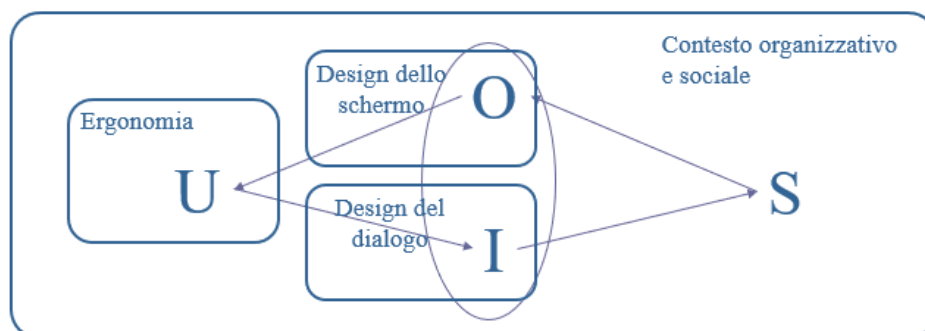 Contesto organizzativo
e sociale
Design dello
schermo
O
Ergonomia
U
S
Design del
dialogo
I